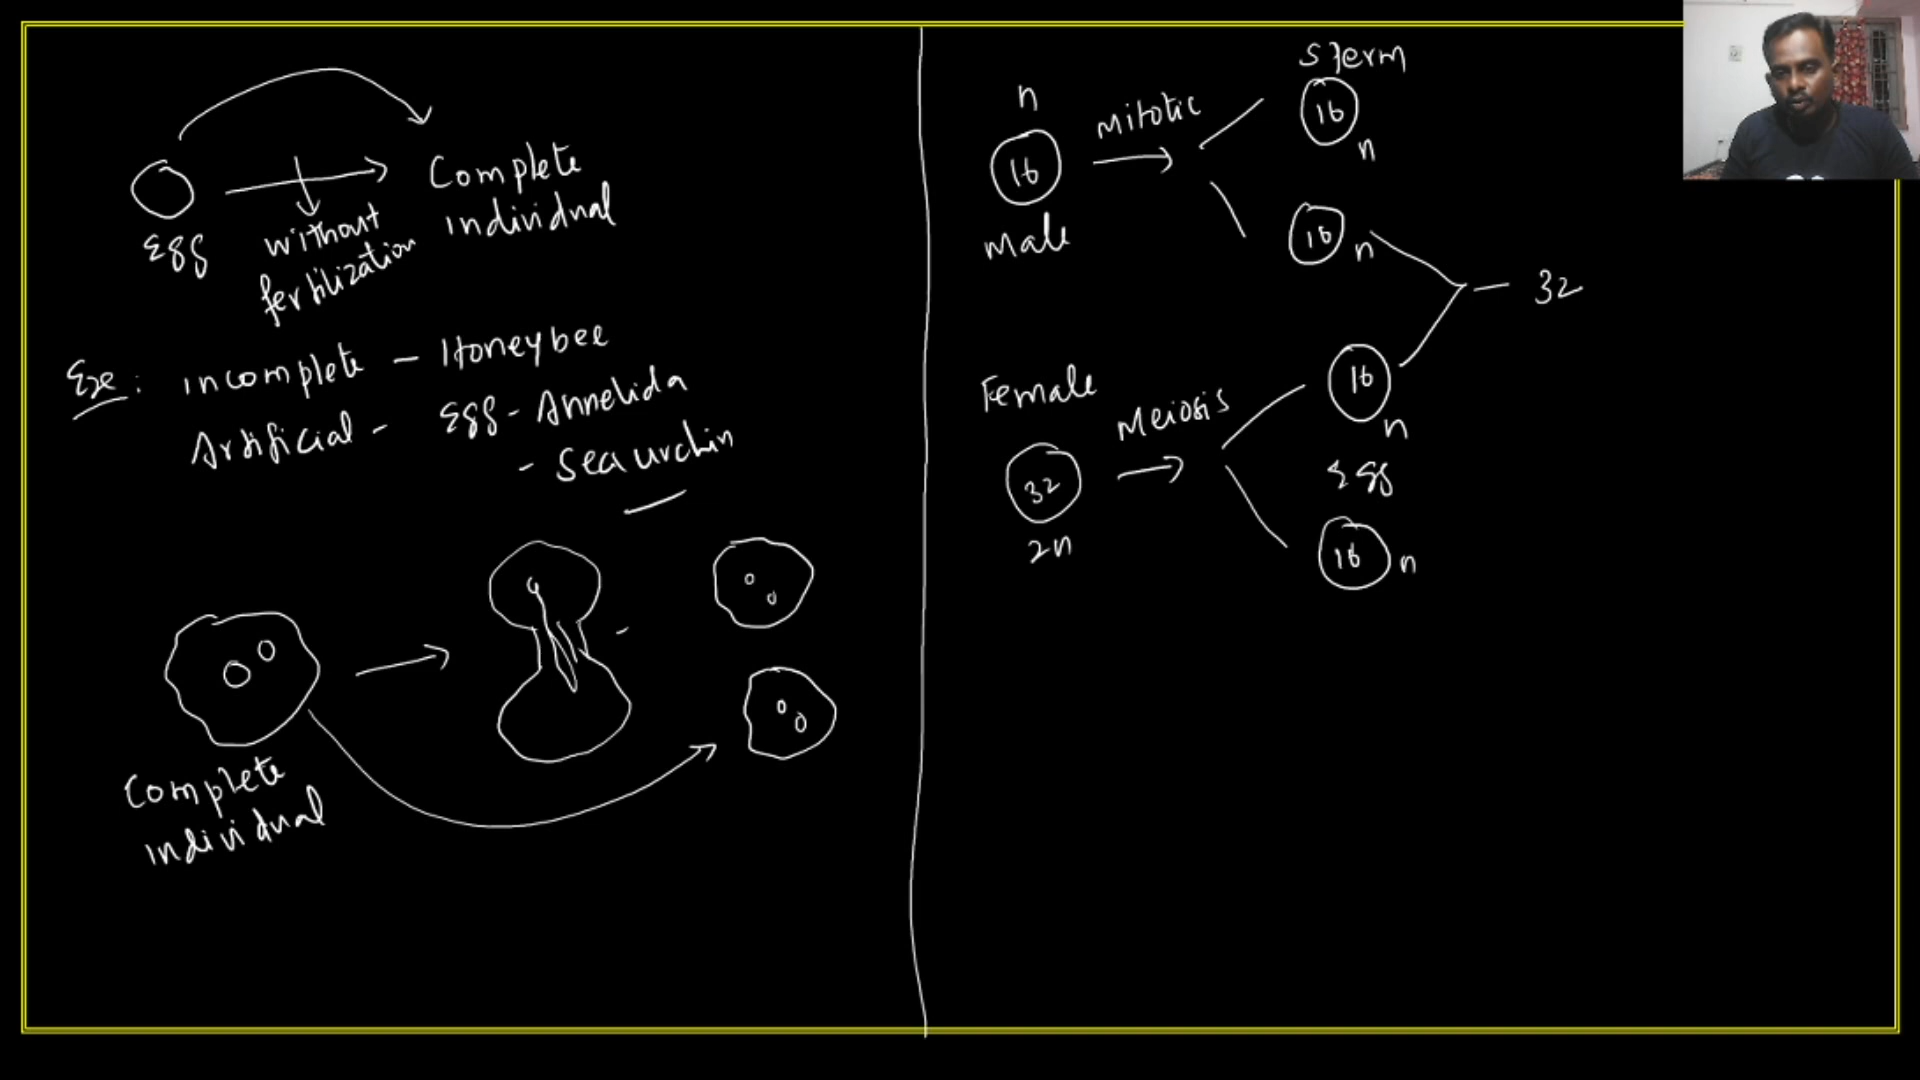 Egg
without
fertilization
Complete
individual
Exe: incomplete - Honeybee
Artificial - Egg - Annelida
- Sea urchin
Complete
individual
n
16
male
mitotic
Sperm
16
n
16 n
32
Female
32
2n
Meiosis
16
n
Egg
16 n